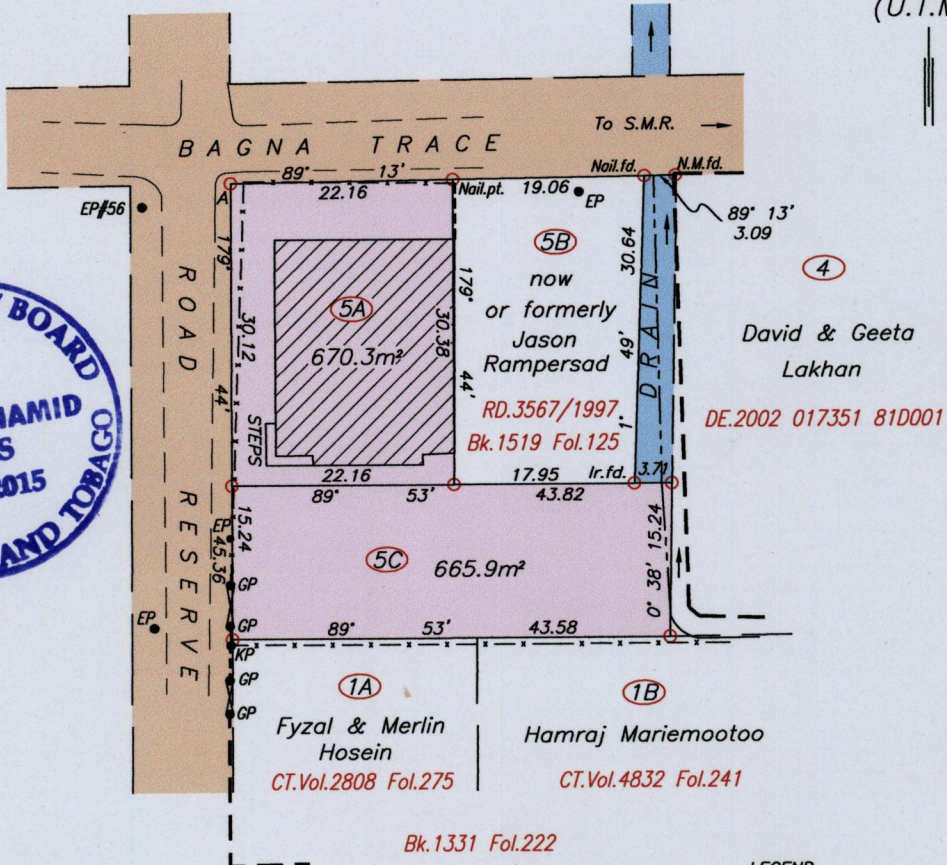 (U.T.M
To S.M.R.
BAGNA TRACE
89° 13'
22.16
A
Nail.pt.
19.06
EP
Nail.fd.
N.M.fd.
89° 13'
3.09
EP#56
179° 44'
30.12
5A
670.3m²
179° 44'
30.38
5B
now
or formerly
Jason
Rampersad
RD.3567/1997
Bk.1519 Fol.125
30.64
1° 49'
DRAIN
4
David & Geeta
Lakhan
DE.2002 017351 81D001
BOARD
HAMID
S
2015
AND TOBAGO
ROAD RESERVE
STEPS
22.16
17.95
Ir.fd.
3.71
89° 53'
43.82
EP
15.24
45.36
5C
665.9m²
0° 38'
15.24
GP
GP
EP
89° 53'
43.58
KP
GP
GP
1A
Fyzal & Merlin
Hosein
CT.Vol.2808 Fol.275
1B
Hamraj Mariemootoo
CT.Vol.4832 Fol.241
Bk.1331 Fol.222
LEGEND